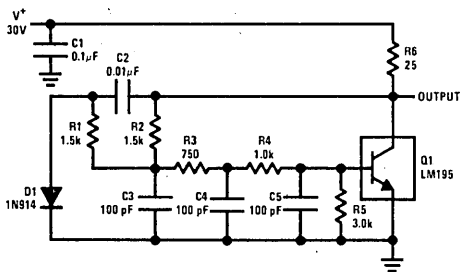 V+
30V
C1
0.1μF
C2
0.01μF
R6
25
OUTPUT
R1
1.5k
R2
1.5k
R3
750
R4
1.0k
Q1
LM195
D1
1N914
C3
100 pF
C4
100 pF
C5
100 pF
R5
3.0k